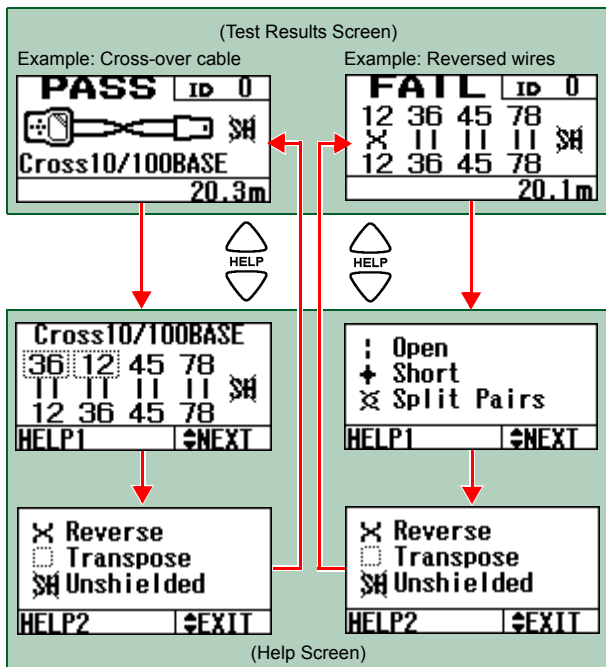 (Test Results Screen)
Example: Cross-over cable
PASS ID 0
SH
Cross10/100BASE
20.3m
Example: Reversed wires
FAIL ID 0
12 36 45 78
SH
12 36 45 78
20.1m
HELP
HELP
Cross10/100BASE
36 12 45 78
SH
12 36 45 78
HELP1 NEXT
Open
Short
Split Pairs
HELP1 NEXT
Reverse
Transpose
SH Unshielded
HELP2 EXIT
Reverse
Transpose
SH Unshielded
HELP2 EXIT
(Help Screen)